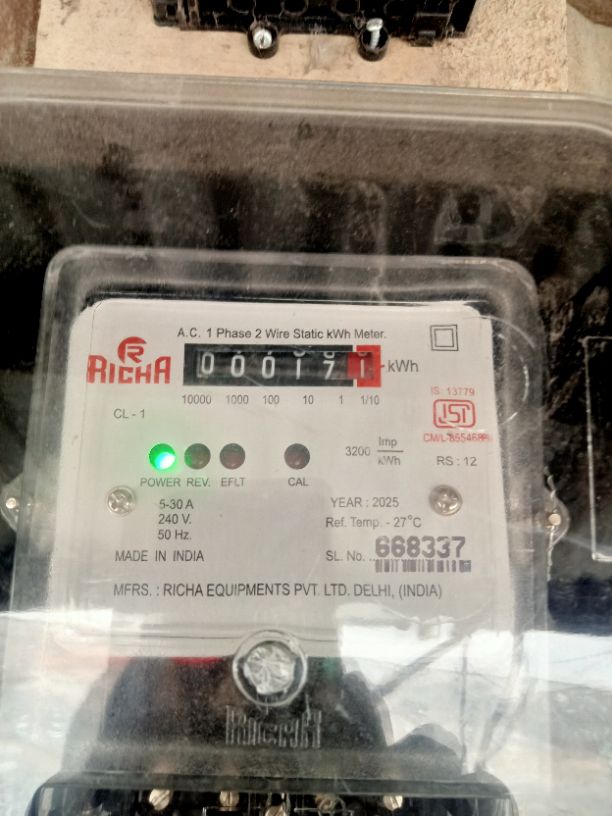 A.C. 1 Phase 2 Wire Static kWh Meter.
RICHA
000171 kWh
10000 1000 100 10 1 1/10
CL - 1
IS: 13779
CM/L-
RS : 12
3200 Imp/kWh
POWER REV. EFLT CAL
5-30 A
240 V.
50 Hz.
YEAR : 2025
Ref. Temp. - 27°C
MADE IN INDIA
SL. No. 668337
MFRS. : RICHA EQUIPMENTS PVT. LTD. DELHI, (INDIA)
RICHA